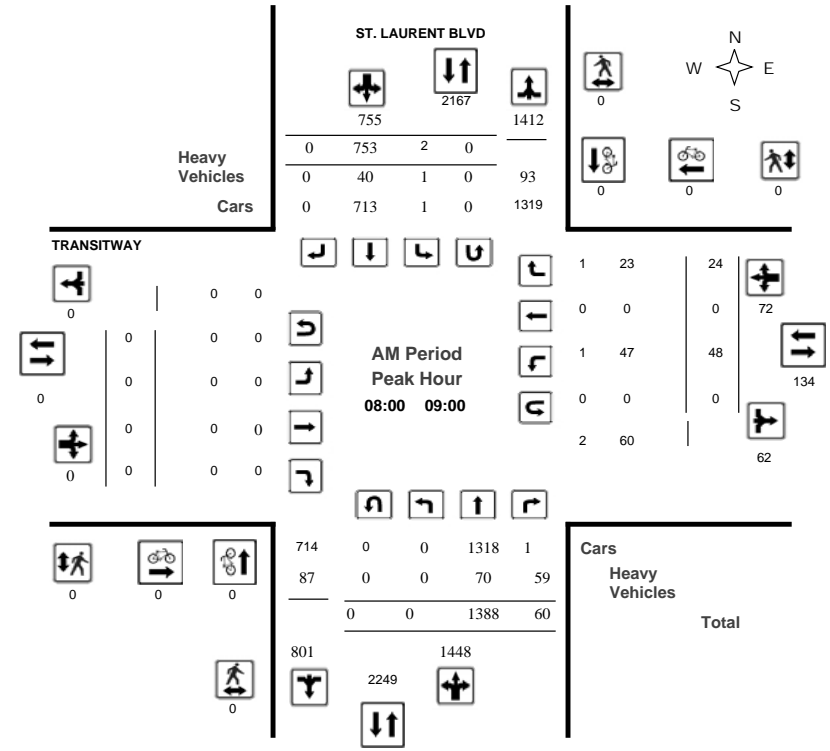 ST. LAURENT BLVD
N
W E
S
2167
0
755 1412
0 753 2 0
Heavy
Vehicles 0 40 1 0 93
Cars 0 713 1 0 1319
0 0 0
TRANSITWAY
0
0 0
1 23 24
72
0 0 0 0 0 0
134
0 0 0 1 47 48
0
AM Period
Peak Hour
08:00 09:00
0 0 0 0 0 0
0
0 0 0
2 60
62
714 0 0 1318 1 Cars
87 0 0 70 59 Heavy
Vehicles
0 0 0
0 0 1388 60 Total
801 1448
2249
0